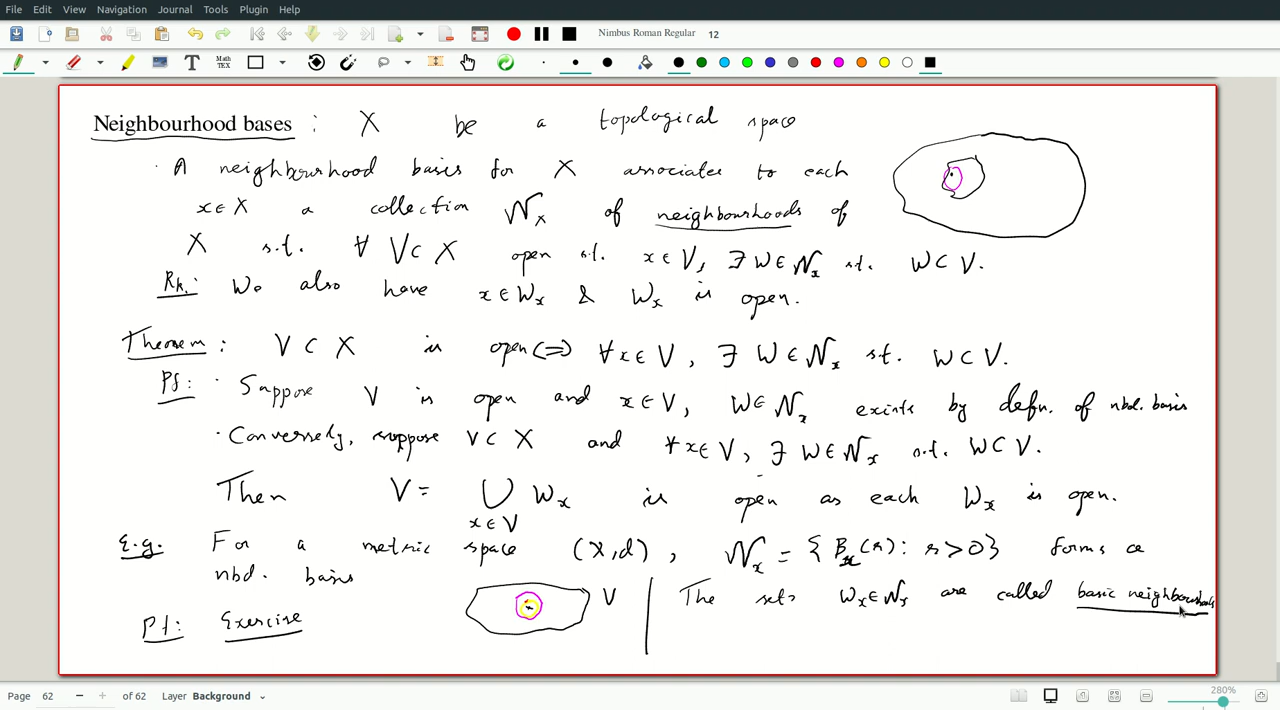 File Edit View Navigation Journal Tools Plugin Help
Nimbus Roman Regular 12
Math TEX
Neighbourhood bases : X be a topological space
· A neighbourhood basis for X associates to each
x∈X a collection 𝒩ₓ of neighbourhoods of
X s.t. ∀ V⊂X open s.t. x∈V, ∃ W∈𝒩ₓ s.t. W⊂V.
Rk: We also have x∈Wₓ & Wₓ is open.
Theorem : V⊂X is open ⟺ ∀x∈V, ∃ W∈𝒩ₓ s.t. W⊂V.
Pf: · Suppose V is open and x∈V, W∈𝒩ₓ exists by defn. of nbd. basis
· Conversely, suppose V⊂X and ∀x∈V, ∃ W∈𝒩ₓ s.t. W⊂V.
Then V = ⋃_{x∈V} Wₓ is open as each Wₓ is open.
E.g. For a metric space (X,d), 𝒩ₓ = {Bₓ(r): r>0} forms a
nbd. basis
V
The sets Wₓ∈𝒩ₓ are called basic neighbourhoods
Pf: Exercise
Page 62 − + of 62 Layer Background 280%